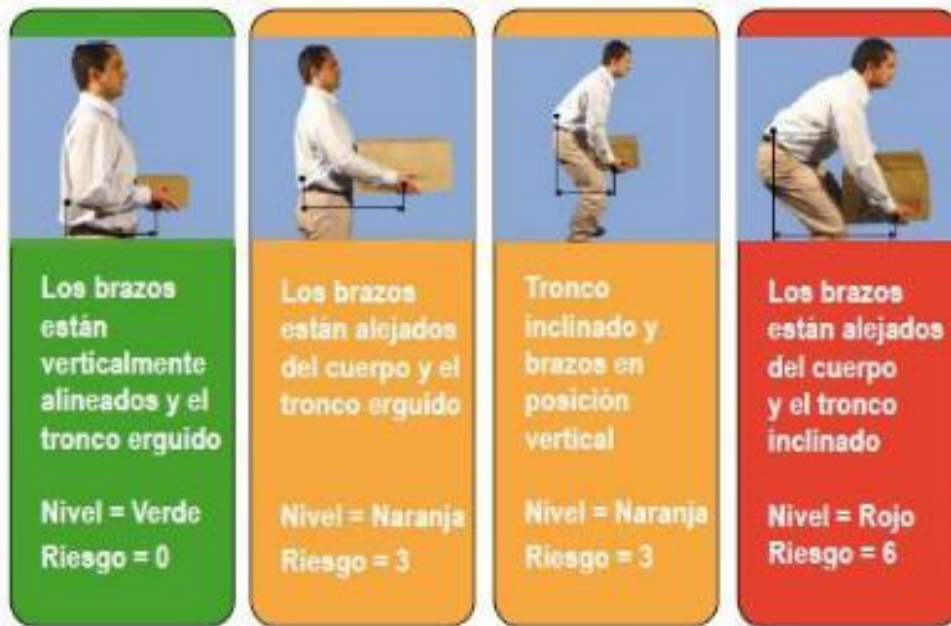 Los brazos
están
verticalmente
alineados y el
tronco erguido
Nivel = Verde
Riesgo = 0
Los brazos
están alejados
del cuerpo y el
tronco erguido
Nivel = Naranja
Riesgo = 3
Tronco
inclinado y
brazos en
posición
vertical
Nivel = Naranja
Riesgo = 3
Los brazos
están alejados
del cuerpo
y el tronco
inclinado
Nivel = Rojo
Riesgo = 6